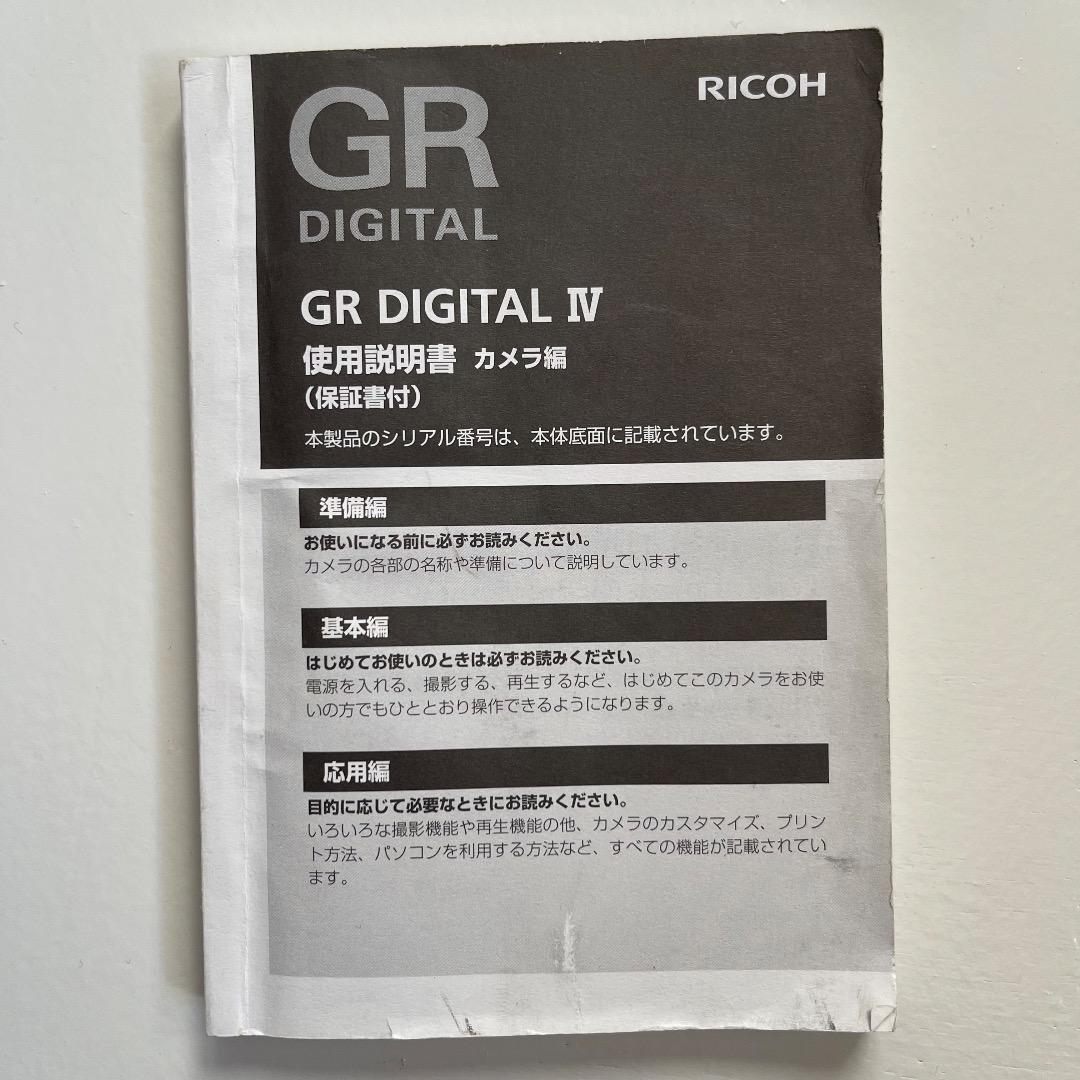 GR
RICOH
DIGITAL
GR DIGITAL Ⅳ
使用説明書 カメラ編
（保証書付）
本製品のシリアル番号は、本体底面に記載されています。
準備編
お使いになる前に必ずお読みください。
カメラの各部の名称や準備について説明しています。
基本編
はじめてお使いのときは必ずお読みください。
電源を入れる、撮影する、再生するなど、はじめてこのカメラをお使
いの方でもひととおり操作できるようになります。
応用編
目的に応じて必要なときにお読みください。
いろいろな撮影機能や再生機能の他、カメラのカスタマイズ、プリン
ト方法、パソコンを利用する方法など、すべての機能が記載されてい
ます。